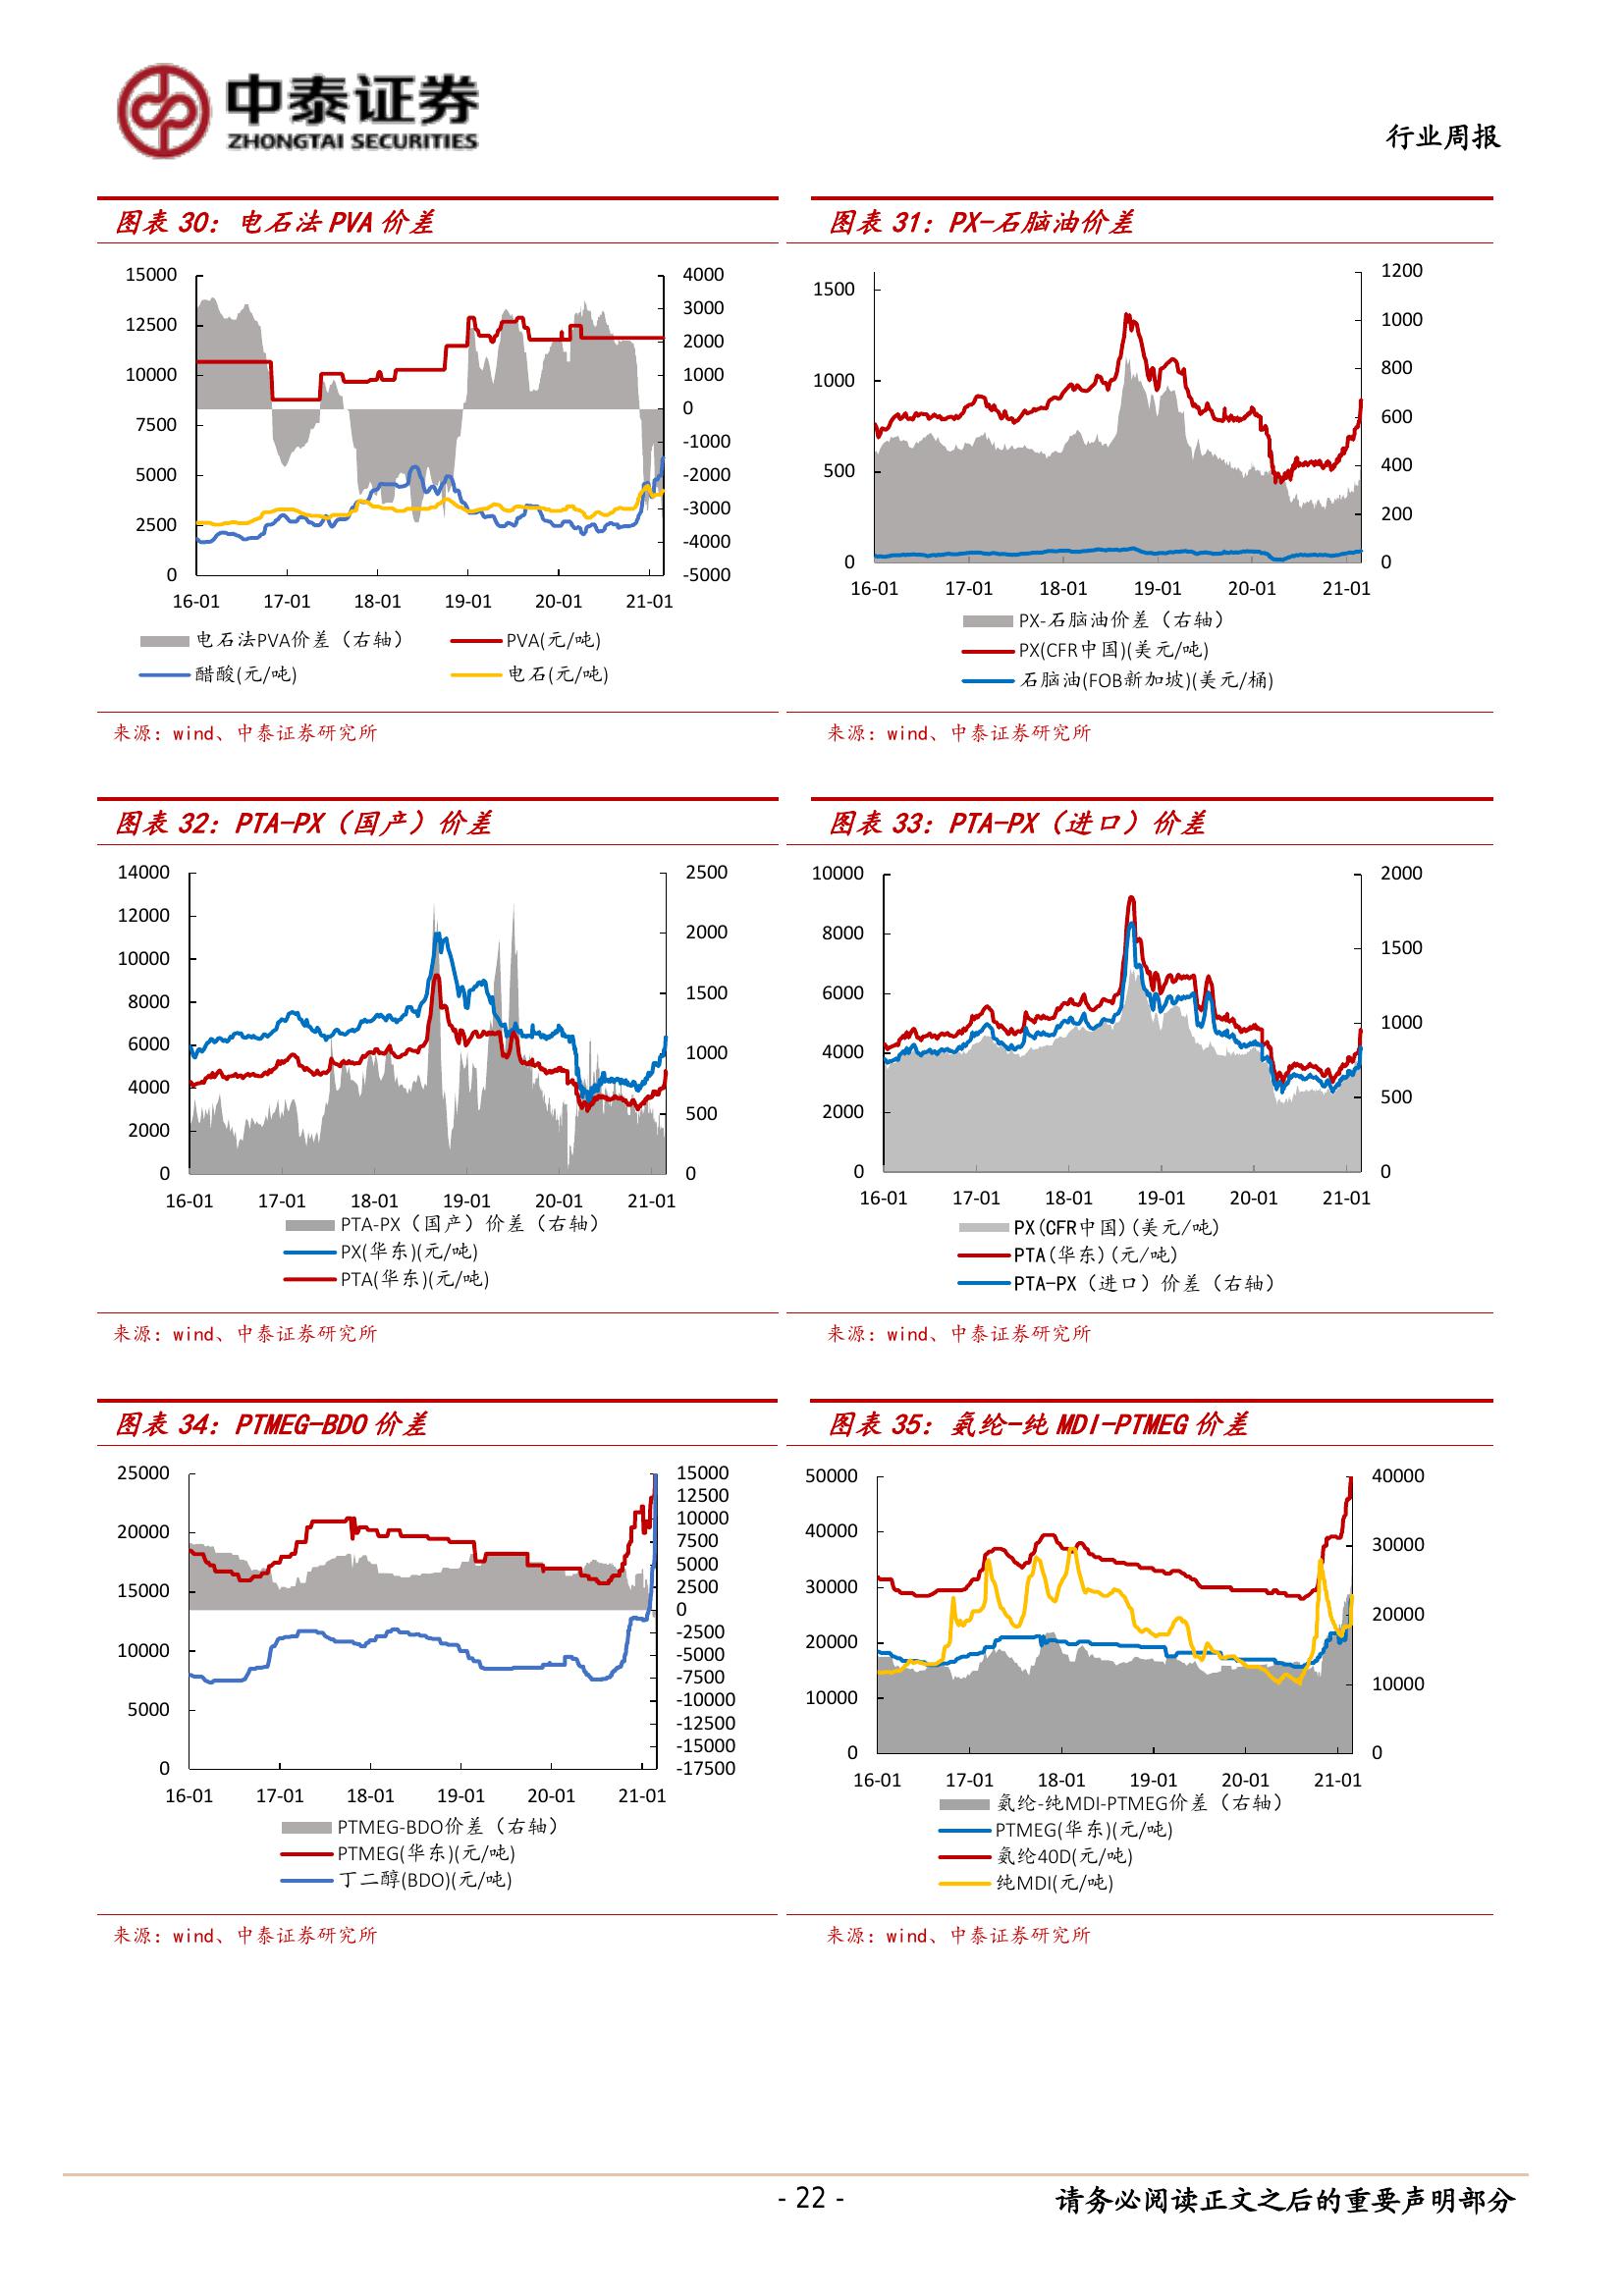 中泰证券
ZHONGTAI SECURITIES
行业周报
图表 30：电石法 PVA 价差
15000
12500
10000
7500
5000
2500
0
4000
3000
2000
1000
0
-1000
-2000
-3000
-4000
-5000
16-01 17-01 18-01 19-01 20-01 21-01
电石法PVA价差（右轴） PVA(元/吨)
醋酸(元/吨) 电石(元/吨)
来源：wind、中泰证券研究所
图表 31：PX-石脑油价差
1500
1000
500
0
1200
1000
800
600
400
200
0
16-01 17-01 18-01 19-01 20-01 21-01
PX-石脑油价差（右轴）
PX(CFR中国)(美元/吨)
石脑油(FOB新加坡)(美元/桶)
来源：wind、中泰证券研究所
图表 32：PTA-PX（国产）价差
14000
12000
10000
8000
6000
4000
2000
0
2500
2000
1500
1000
500
0
16-01 17-01 18-01 19-01 20-01 21-01
PTA-PX（国产）价差（右轴）
PX(华东)(元/吨)
PTA(华东)(元/吨)
来源：wind、中泰证券研究所
图表 33：PTA-PX（进口）价差
10000
8000
6000
4000
2000
0
2000
1500
1000
500
0
16-01 17-01 18-01 19-01 20-01 21-01
PX(CFR中国)(美元/吨)
PTA(华东)(元/吨)
PTA-PX（进口）价差（右轴）
来源：wind、中泰证券研究所
图表 34：PTMEG-BDO 价差
25000
20000
15000
10000
5000
0
15000
12500
10000
7500
5000
2500
0
-2500
-5000
-7500
-10000
-12500
-15000
-17500
16-01 17-01 18-01 19-01 20-01 21-01
PTMEG-BDO价差（右轴）
PTMEG(华东)(元/吨)
丁二醇(BDO)(元/吨)
来源：wind、中泰证券研究所
图表 35：氨纶-纯 MDI-PTMEG 价差
50000
40000
30000
20000
10000
0
40000
30000
20000
10000
0
16-01 17-01 18-01 19-01 20-01 21-01
氨纶-纯MDI-PTMEG价差（右轴）
PTMEG(华东)(元/吨)
氨纶40D(元/吨)
纯MDI(元/吨)
来源：wind、中泰证券研究所
- 22 -
请务必阅读正文之后的重要声明部分